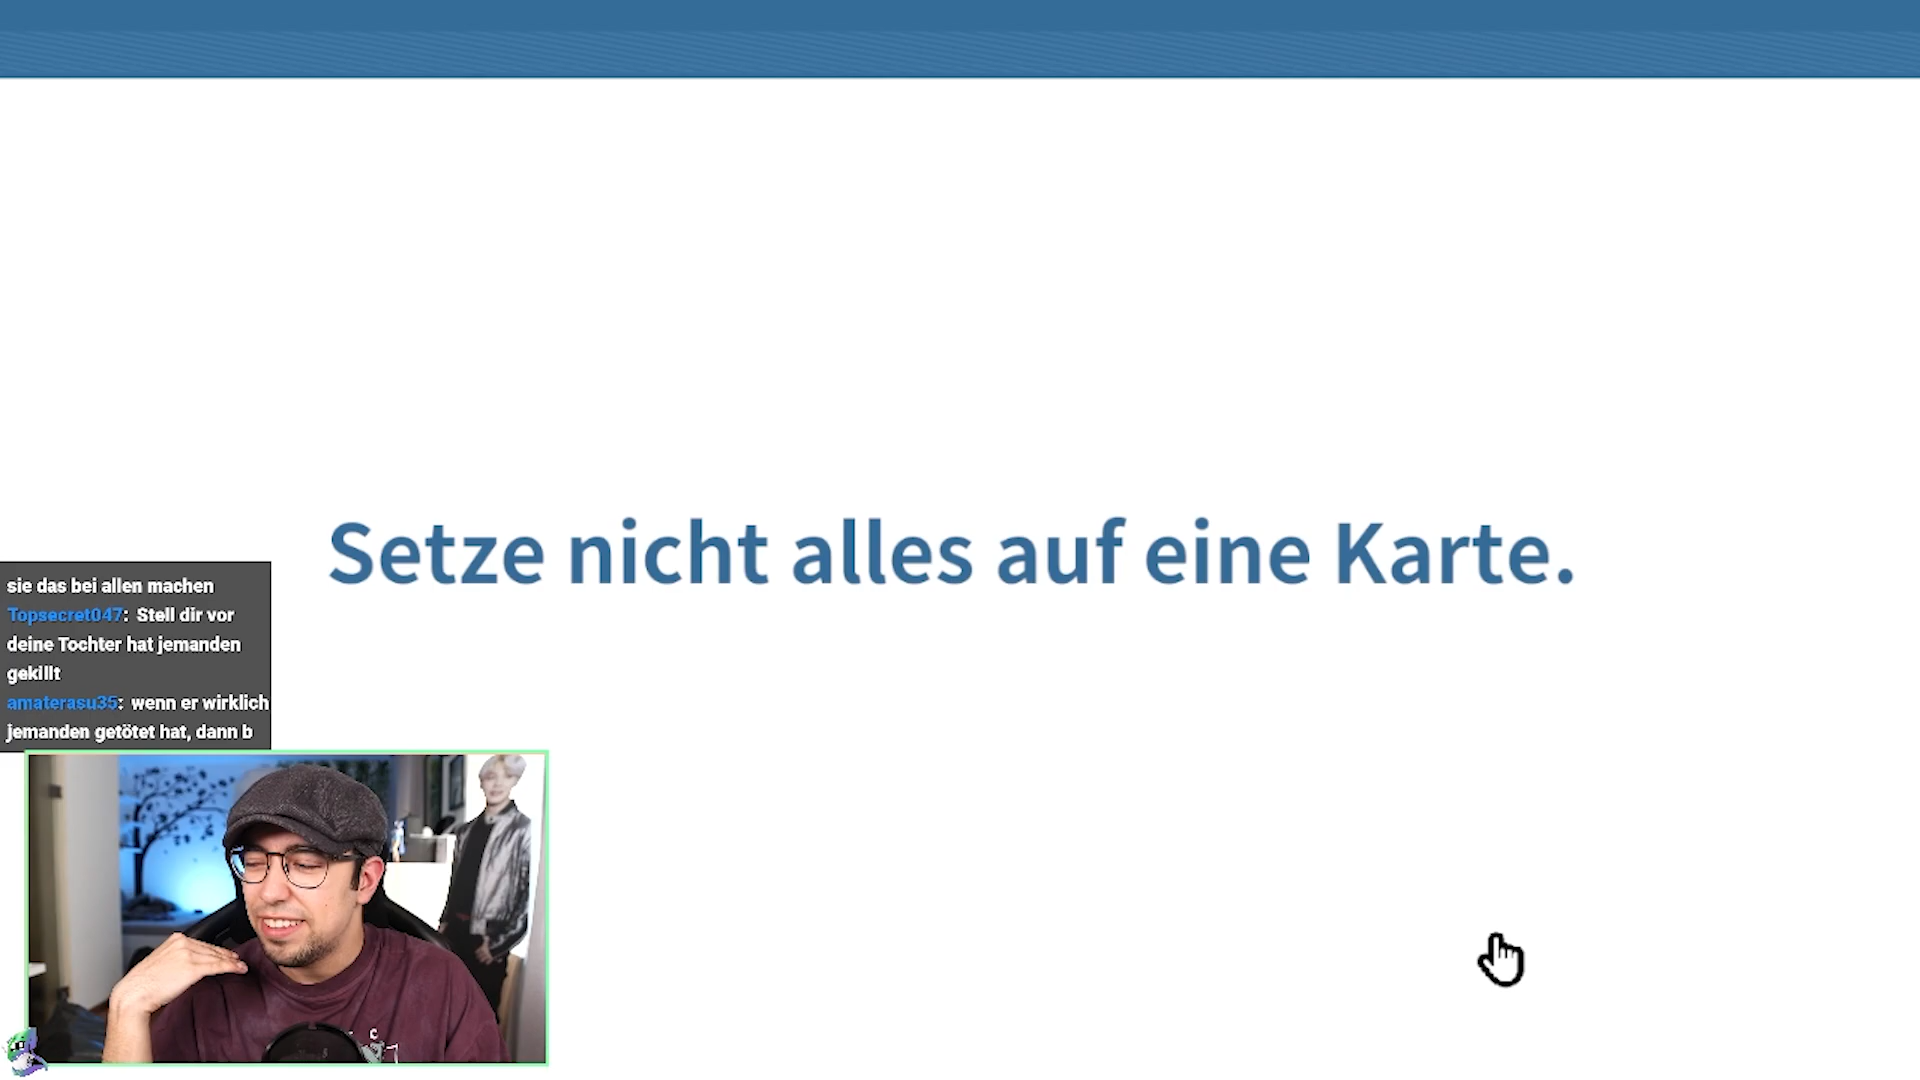 Setze nicht alles auf eine Karte.
sie das bei allen machen
Topsecret047: Stell dir vor
deine Tochter hat jemanden
gekillt
amaterasu35: wenn er wirklich
jemanden getötet hat, dann b
C